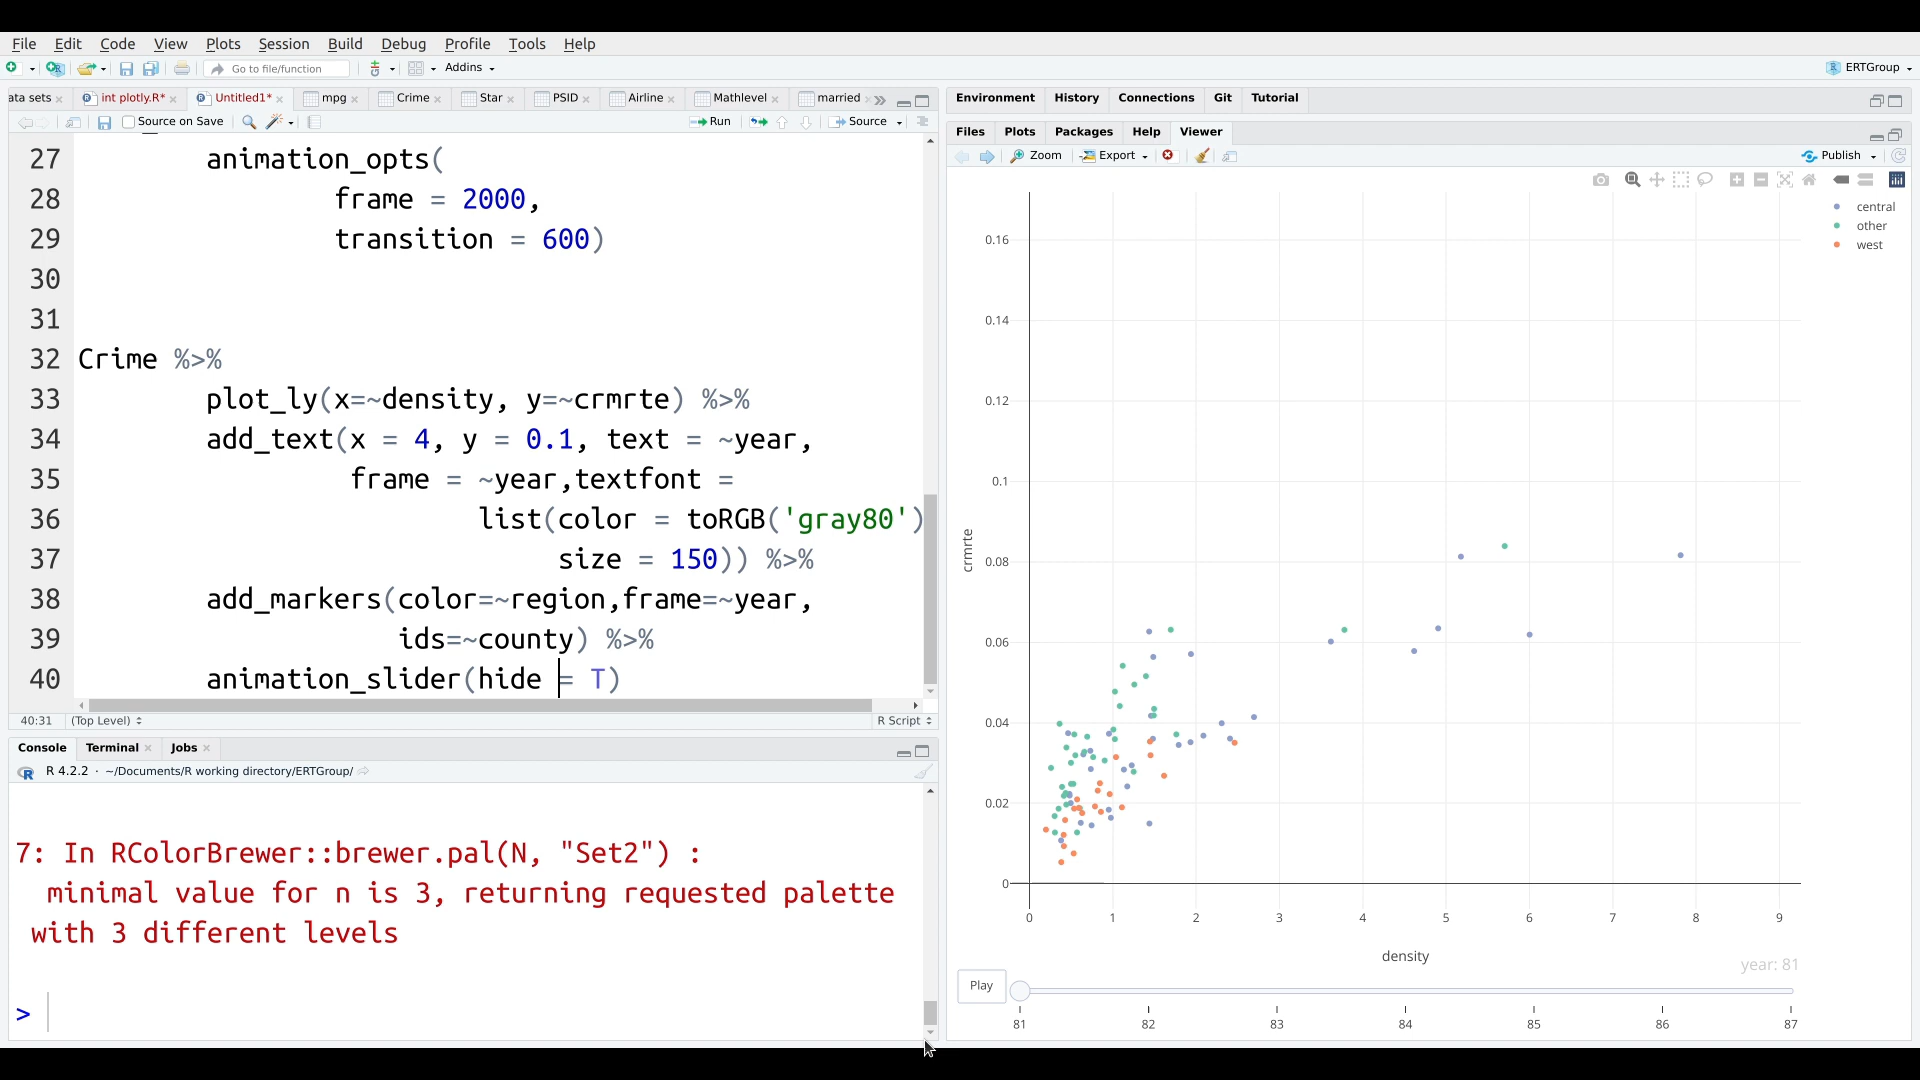 File Edit Code View Plots Session Build Debug Profile Tools Help
Go to file/function Addins ERTGroup
ata sets int plotly.R* Untitled1* mpg Crime Star PSID Airline Mathlevel married
Source on Save Run Source
27 animation_opts(
28 frame = 2000,
29 transition = 600)
30
31
32 Crime %>%
33 plot_ly(x=~density, y=~crmrte) %>%
34 add_text(x = 4, y = 0.1, text = ~year,
35 frame = ~year,textfont =
36 list(color = toRGB('gray80')
37 size = 150)) %>%
38 add_markers(color=~region,frame=~year,
39 ids=~county) %>%
40 animation_slider(hide = T)
40:31 (Top Level) R Script
Console Terminal Jobs
R 4.2.2 · ~/Documents/R working directory/ERTGroup/
7: In RColorBrewer::brewer.pal(N, "Set2") :
minimal value for n is 3, returning requested palette
with 3 different levels
>
Environment History Connections Git Tutorial
Files Plots Packages Help Viewer
Zoom Export Publish
central
other
west
0.16
0.14
0.12
0.1
0.08
0.06
0.04
0.02
0
crmrte
0 1 2 3 4 5 6 7 8 9
density
year: 81
Play
81 82 83 84 85 86 87